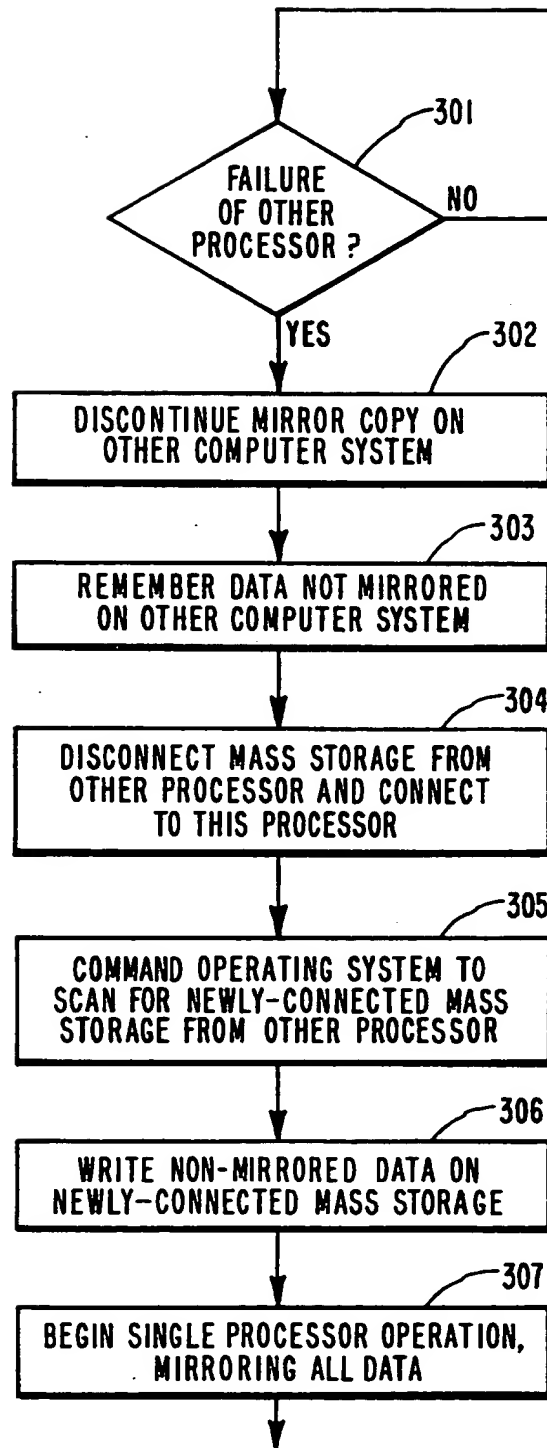 301
FAILURE
OF OTHER
PROCESSOR ?
NO
YES
302
DISCONTINUE MIRROR COPY ON
OTHER COMPUTER SYSTEM
303
REMEMBER DATA NOT MIRRORED
ON OTHER COMPUTER SYSTEM
304
DISCONNECT MASS STORAGE FROM
OTHER PROCESSOR AND CONNECT
TO THIS PROCESSOR
305
COMMAND OPERATING SYSTEM TO
SCAN FOR NEWLY-CONNECTED MASS
STORAGE FROM OTHER PROCESSOR
306
WRITE NON-MIRRORED DATA ON
NEWLY-CONNECTED MASS STORAGE
307
BEGIN SINGLE PROCESSOR OPERATION,
MIRRORING ALL DATA